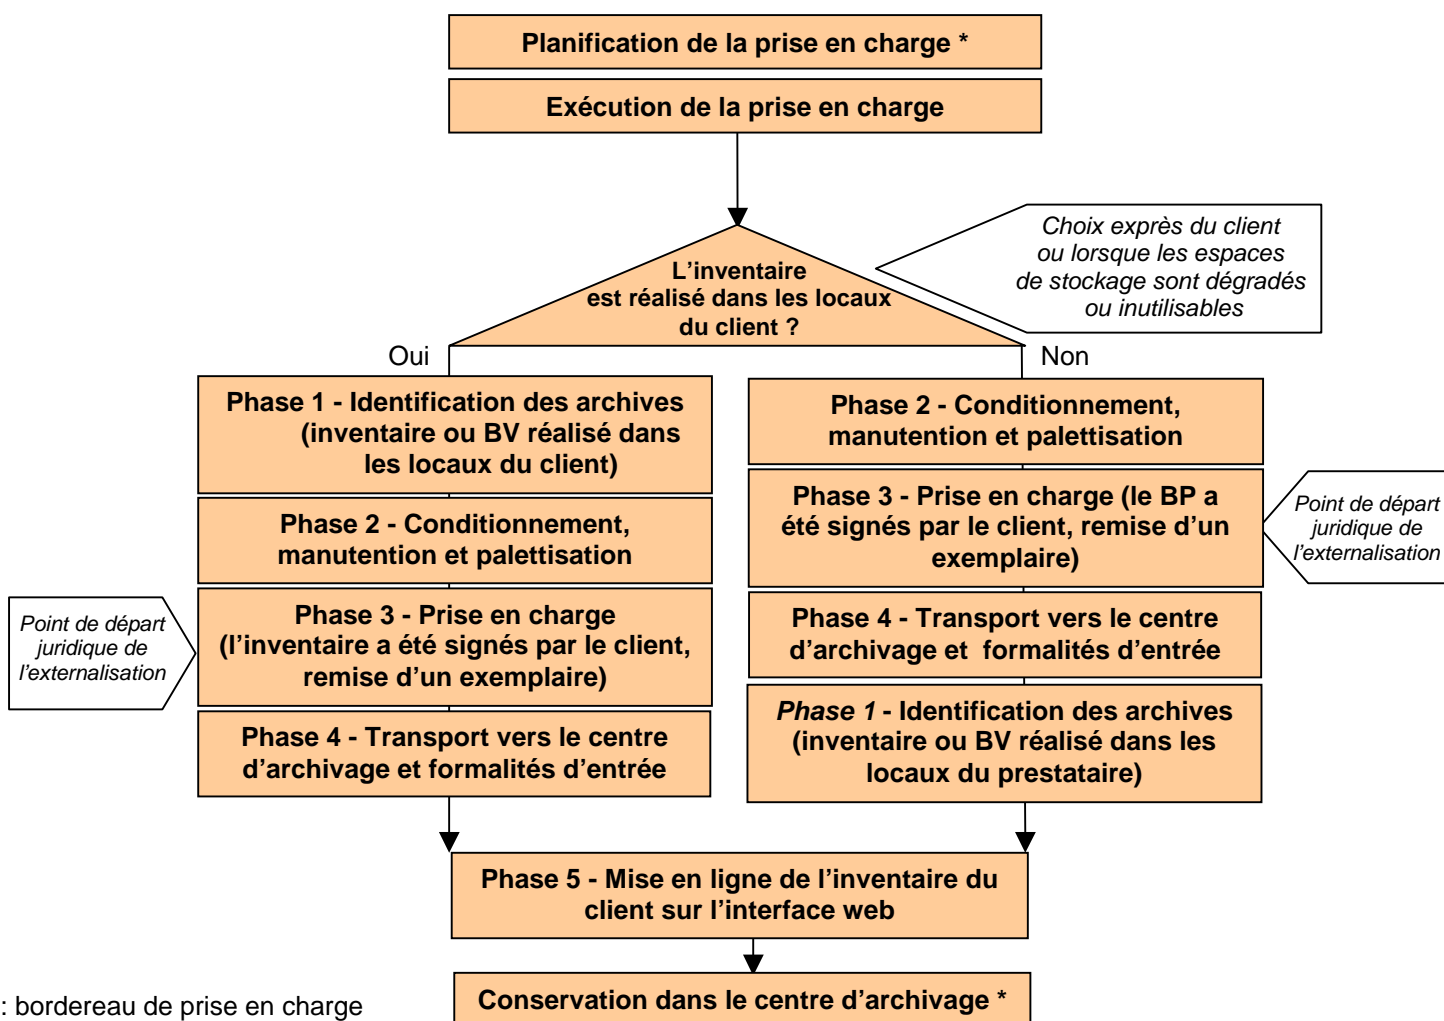 Planification de la prise en charge *
Exécution de la prise en charge
Choix exprès du client
ou lorsque les espaces
de stockage sont dégradés
ou inutilisables
L’inventaire
est réalisé dans les locaux
du client ?
Oui
Non
Phase 1 - Identification des archives
(inventaire ou BV réalisé dans
les locaux du client)
Phase 2 - Conditionnement,
manutention et palettisation
Point de départ
juridique de
l’externalisation
Phase 3 - Prise en charge
(l’inventaire a été signés par le client,
remise d’un exemplaire)
Phase 4 - Transport vers le centre
d’archivage et formalités d’entrée
Phase 2 - Conditionnement,
manutention et palettisation
Phase 3 - Prise en charge (le BP a
été signés par le client, remise d’un
exemplaire)
Point de départ
juridique de
l’externalisation
Phase 4 - Transport vers le centre
d’archivage et  formalités d’entrée
Phase 1 - Identification des archives
(inventaire ou BV réalisé dans les
locaux du prestataire)
Phase 5 - Mise en ligne de l’inventaire du
client sur l’interface web
Conservation dans le centre d’archivage *
: bordereau de prise en charge